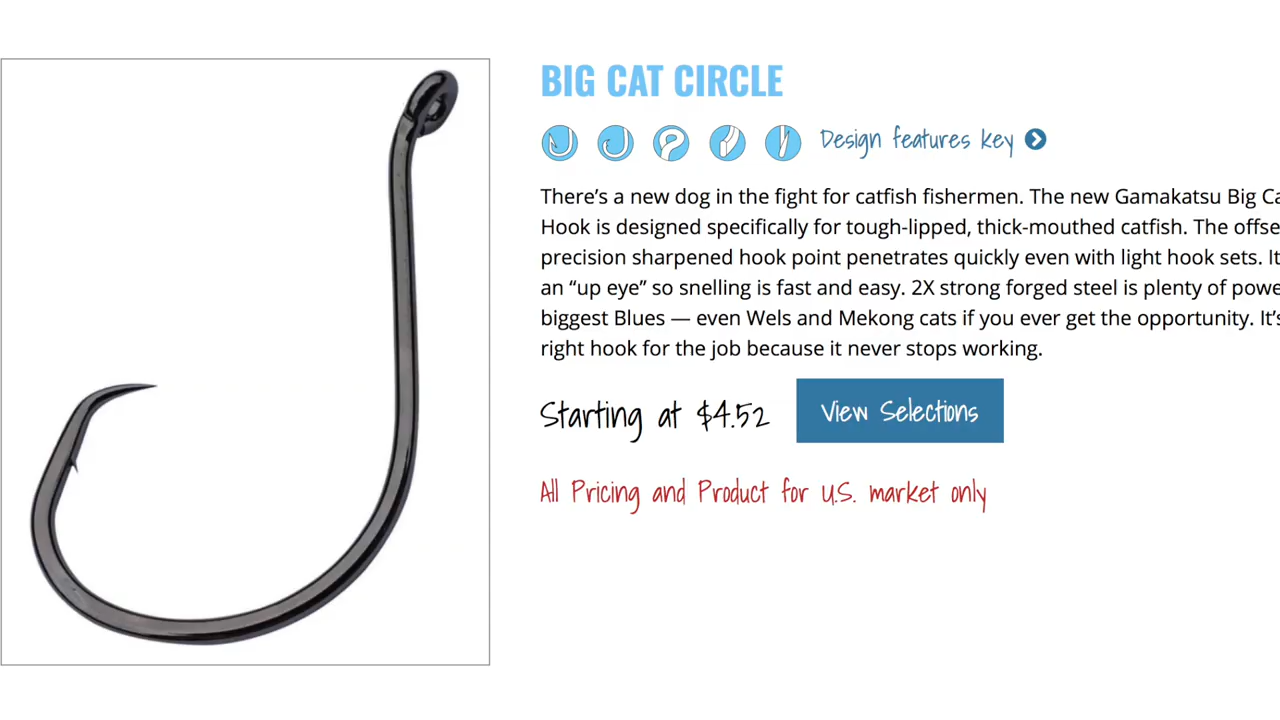 BIG CAT CIRCLE
Design features key
There’s a new dog in the fight for catfish fishermen. The new Gamakatsu Big
Hook is designed specifically for tough-lipped, thick-mouthed catfish. The
precision sharpened hook point penetrates quickly even with light hook sets.
an “up eye” so snelling is fast and easy. 2X strong forged steel is plenty of
biggest Blues — even Wels and Mekong cats if you ever get the opportunity. It’s
right hook for the job because it never stops working.
Starting at $4.52 View Selections
All Pricing and Product for U.S. market only